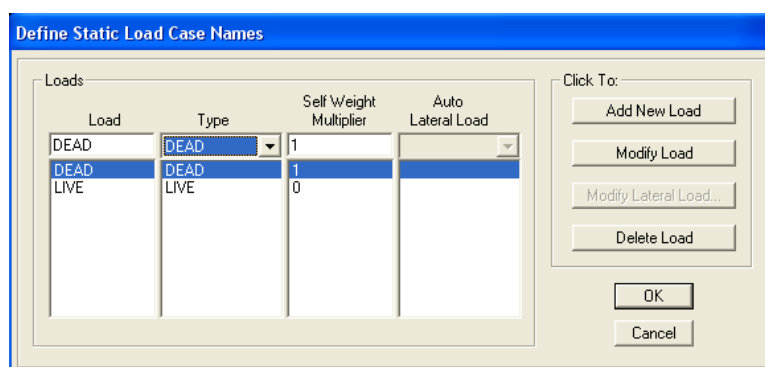 Define Static Load Case Names
Loads
Load Type Self Weight Multiplier Auto Lateral Load
DEAD DEAD 1
DEAD DEAD 1
LIVE LIVE 0
Click To:
Add New Load
Modify Load
Modify Lateral Load...
Delete Load
OK
Cancel